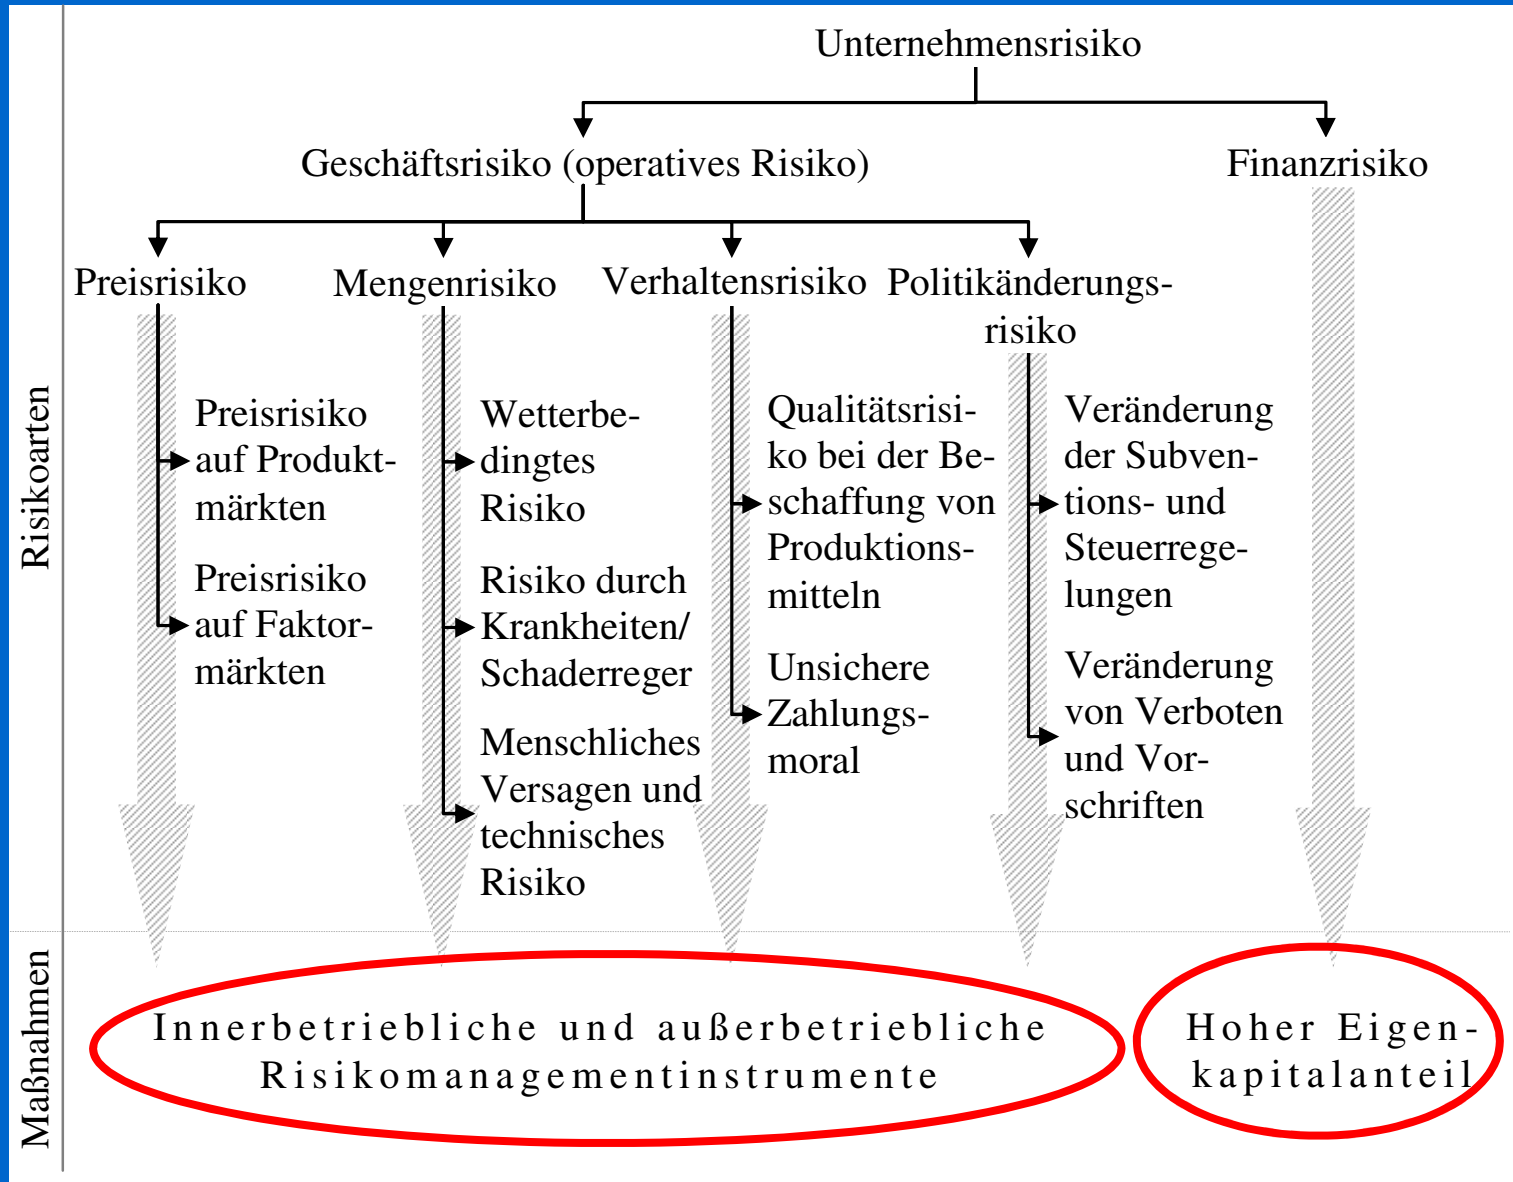 Unternehmensrisiko
Geschäftsrisiko (operatives Risiko)
Finanzrisiko
Preisrisiko
Mengenrisiko
Verhaltensrisiko
Politikänderungs-
risiko
Risikoarten
Preisrisiko
auf Produkt-
märkten
Preisrisiko
auf Faktor-
märkten
Wetterbe-
dingtes
Risiko
Risiko durch
Krankheiten/
Schaderreger
Menschliches
Versagen und
technisches
Risiko
Qualitätsrisi-
ko bei der Be-
schaffung von
Produktions-
mitteln
Unsichere
Zahlungs-
moral
Veränderung
der Subven-
tions- und
Steuerrege-
lungen
Veränderung
von Verboten
und Vor-
schriften
Maßnahmen
Innerbetriebliche und außerbetriebliche
Risikomanagementinstrumente
Hoher Eigen-
kapitalanteil